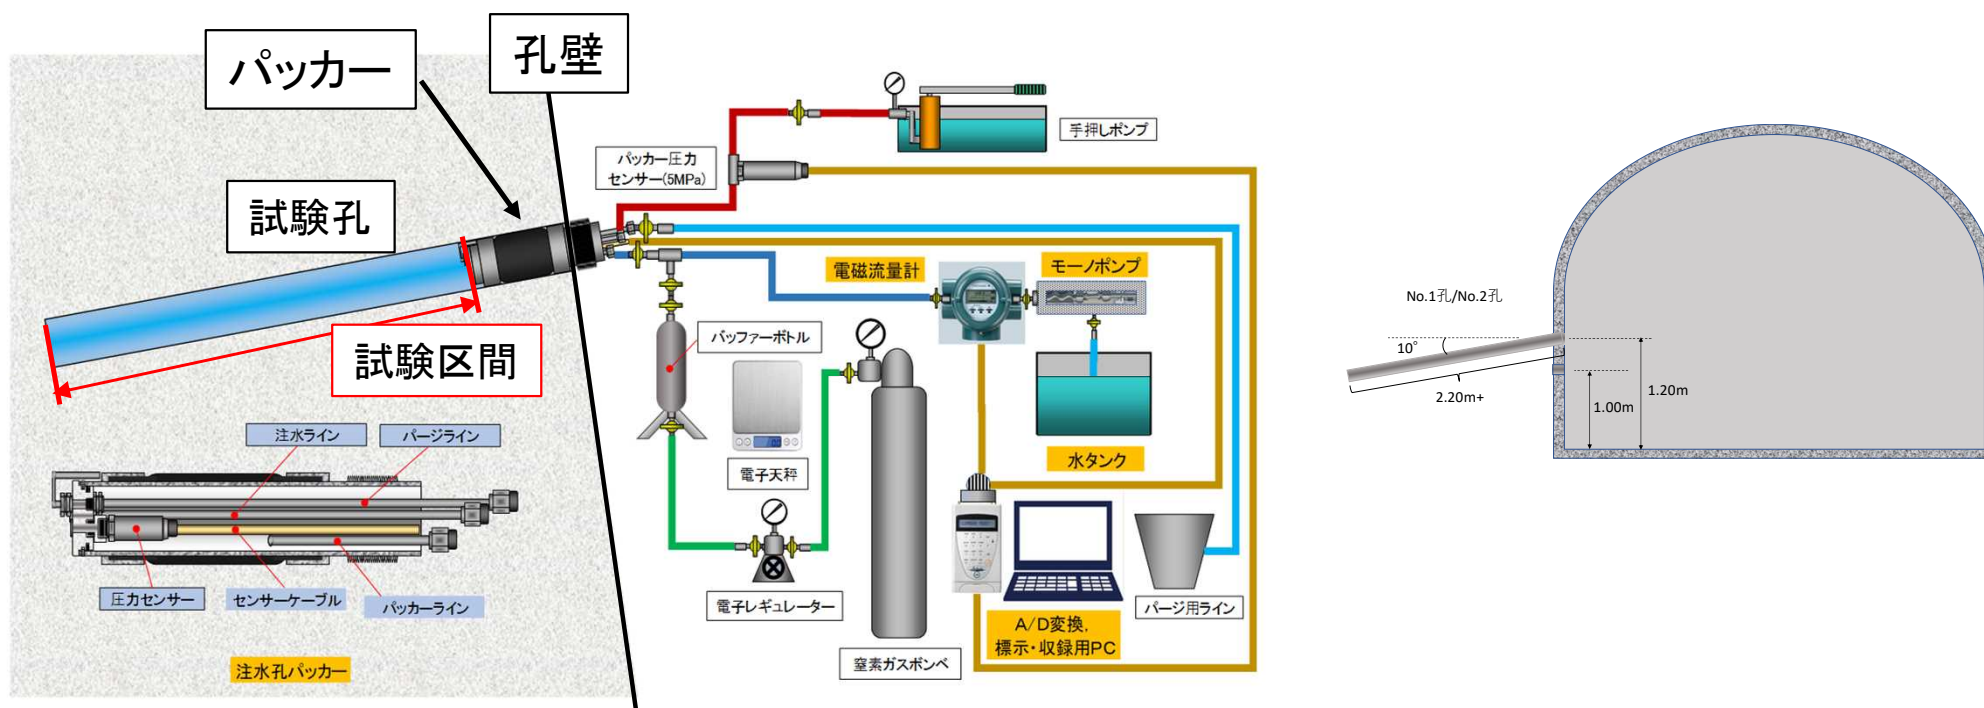 パッカー
孔壁
手押しポンプ
パッカー圧力
センサー(5MPa)
試験孔
電磁流量計
モーノポンプ
バッファーボトル
試験区間
電子天秤
水タンク
注水ライン
パージライン
圧力センサー
センサーケーブル
パッカーライン
電子レギュレーター
パージ用ライン
A/D変換,
標示・収録用PC
窒素ガスボンベ
注水孔パッカー
No.1孔/No.2孔
10°
2.20m+
1.00m
1.20m